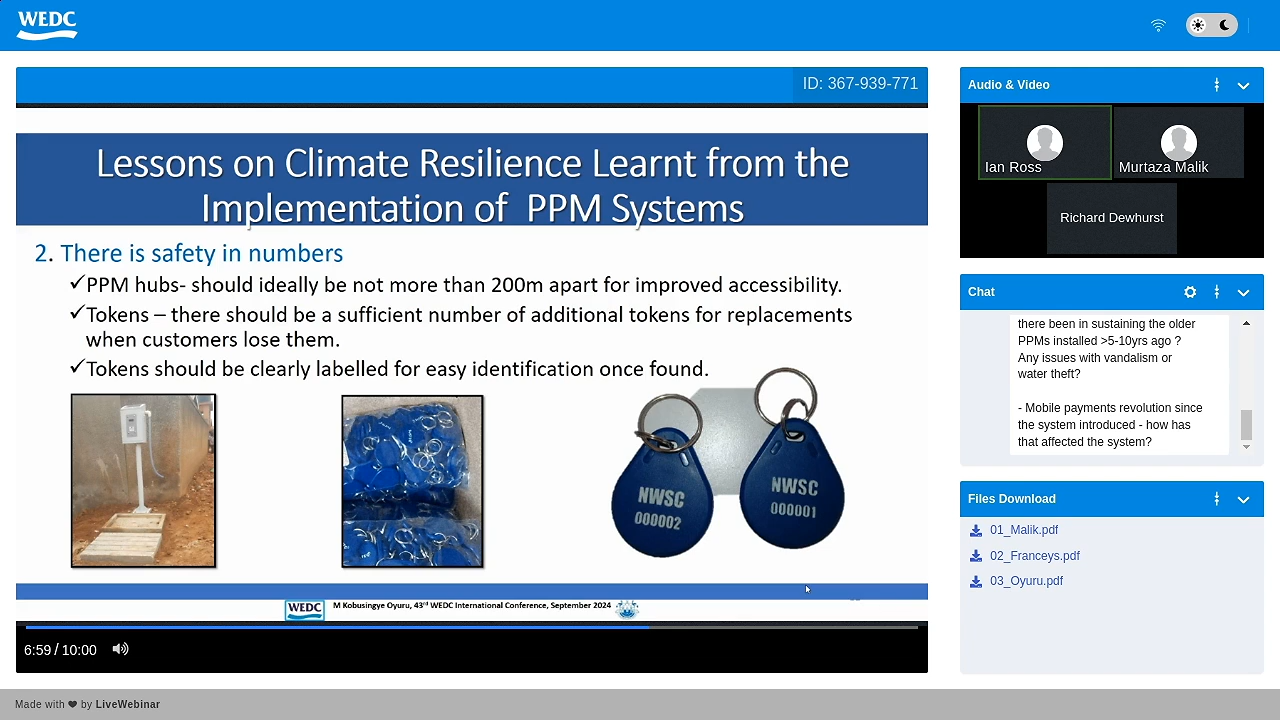 WEDC
ID: 367-939-771
Lessons on Climate Resilience Learnt from the
Implementation of PPM Systems
2. There is safety in numbers
✓PPM hubs- should ideally be not more than 200m apart for improved accessibility.
✓Tokens – there should be a sufficient number of additional tokens for replacements
when customers lose them.
✓Tokens should be clearly labelled for easy identification once found.
NWSC
000002
NWSC
000001
WEDC
M Kobusingye Oyuru, 43rd WEDC International Conference, September 2024
6:59 / 10:00
Audio & Video
Ian Ross
Murtaza Malik
Richard Dewhurst
Chat
there been in sustaining the older
PPMs installed >5-10yrs ago ?
Any issues with vandalism or
water theft?
- Mobile payments revolution since
the system introduced - how has
that affected the system?
Files Download
01_Malik.pdf
02_Franceys.pdf
03_Oyuru.pdf
Made with ❤ by LiveWebinar